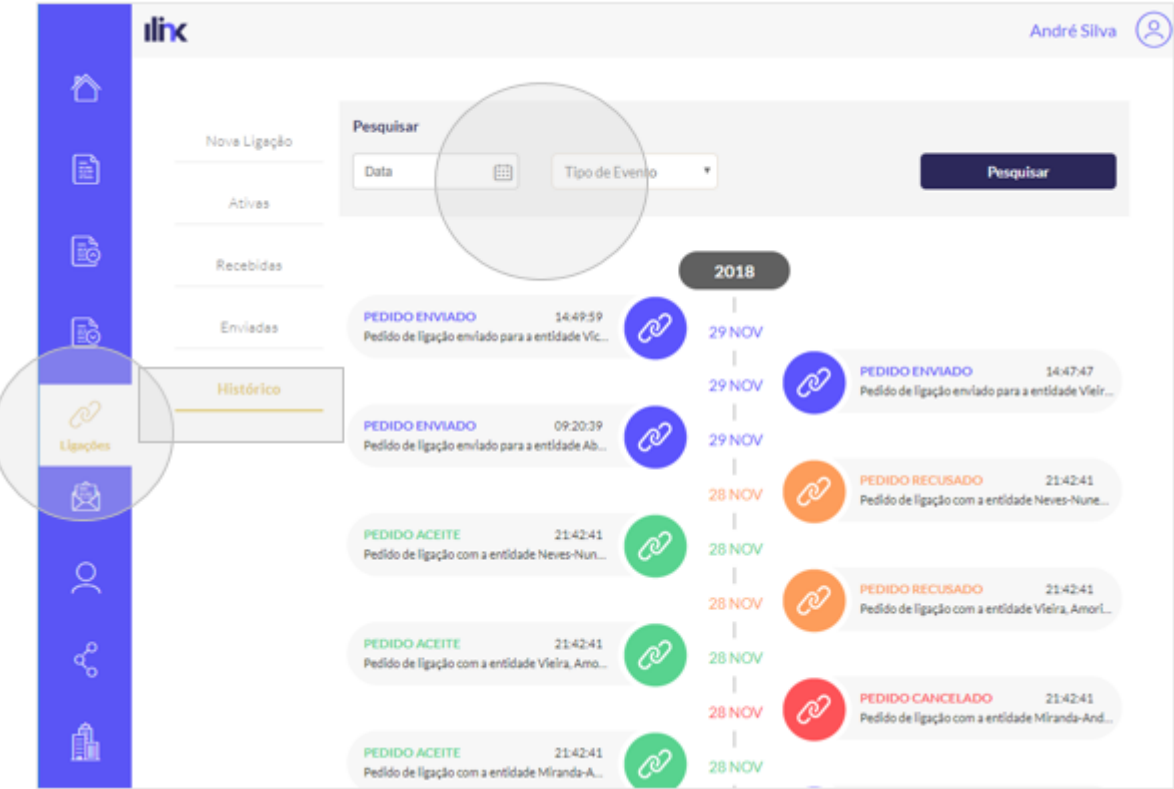 ilink
André Silva
Nova Ligação
Ativas
Recebidas
Enviadas
Histórico
Ligações
Pesquisar
Data
Tipo de Evento
Pesquisar
2018
PEDIDO ENVIADO 14:49:59
Pedido de ligação enviado para a entidade Vic...
29 NOV
29 NOV
PEDIDO ENVIADO 14:47:47
Pedido de ligação enviado para a entidade Vieir...
PEDIDO ENVIADO 09:20:39
Pedido de ligação enviado para a entidade Ab...
29 NOV
28 NOV
PEDIDO RECUSADO 21:42:41
Pedido de ligação com a entidade Neves-Nune...
PEDIDO ACEITE 21:42:41
Pedido de ligação com a entidade Neves-Nun...
28 NOV
28 NOV
PEDIDO RECUSADO 21:42:41
Pedido de ligação com a entidade Vieira, Amori...
PEDIDO ACEITE 21:42:41
Pedido de ligação com a entidade Vieira, Amo...
28 NOV
28 NOV
PEDIDO CANCELADO 21:42:41
Pedido de ligação com a entidade Miranda-And...
PEDIDO ACEITE 21:42:41
Pedido de ligação com a entidade Miranda-A...
28 NOV